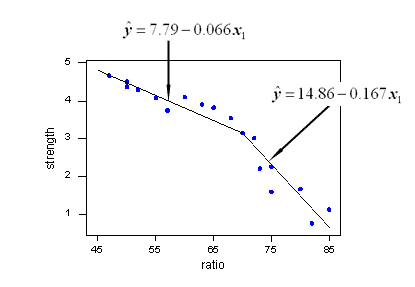 ŷ = 7.79 − 0.066x₁
ŷ = 14.86 − 0.167x₁
5
4
3
2
1
strength
45 55 65 75 85
ratio